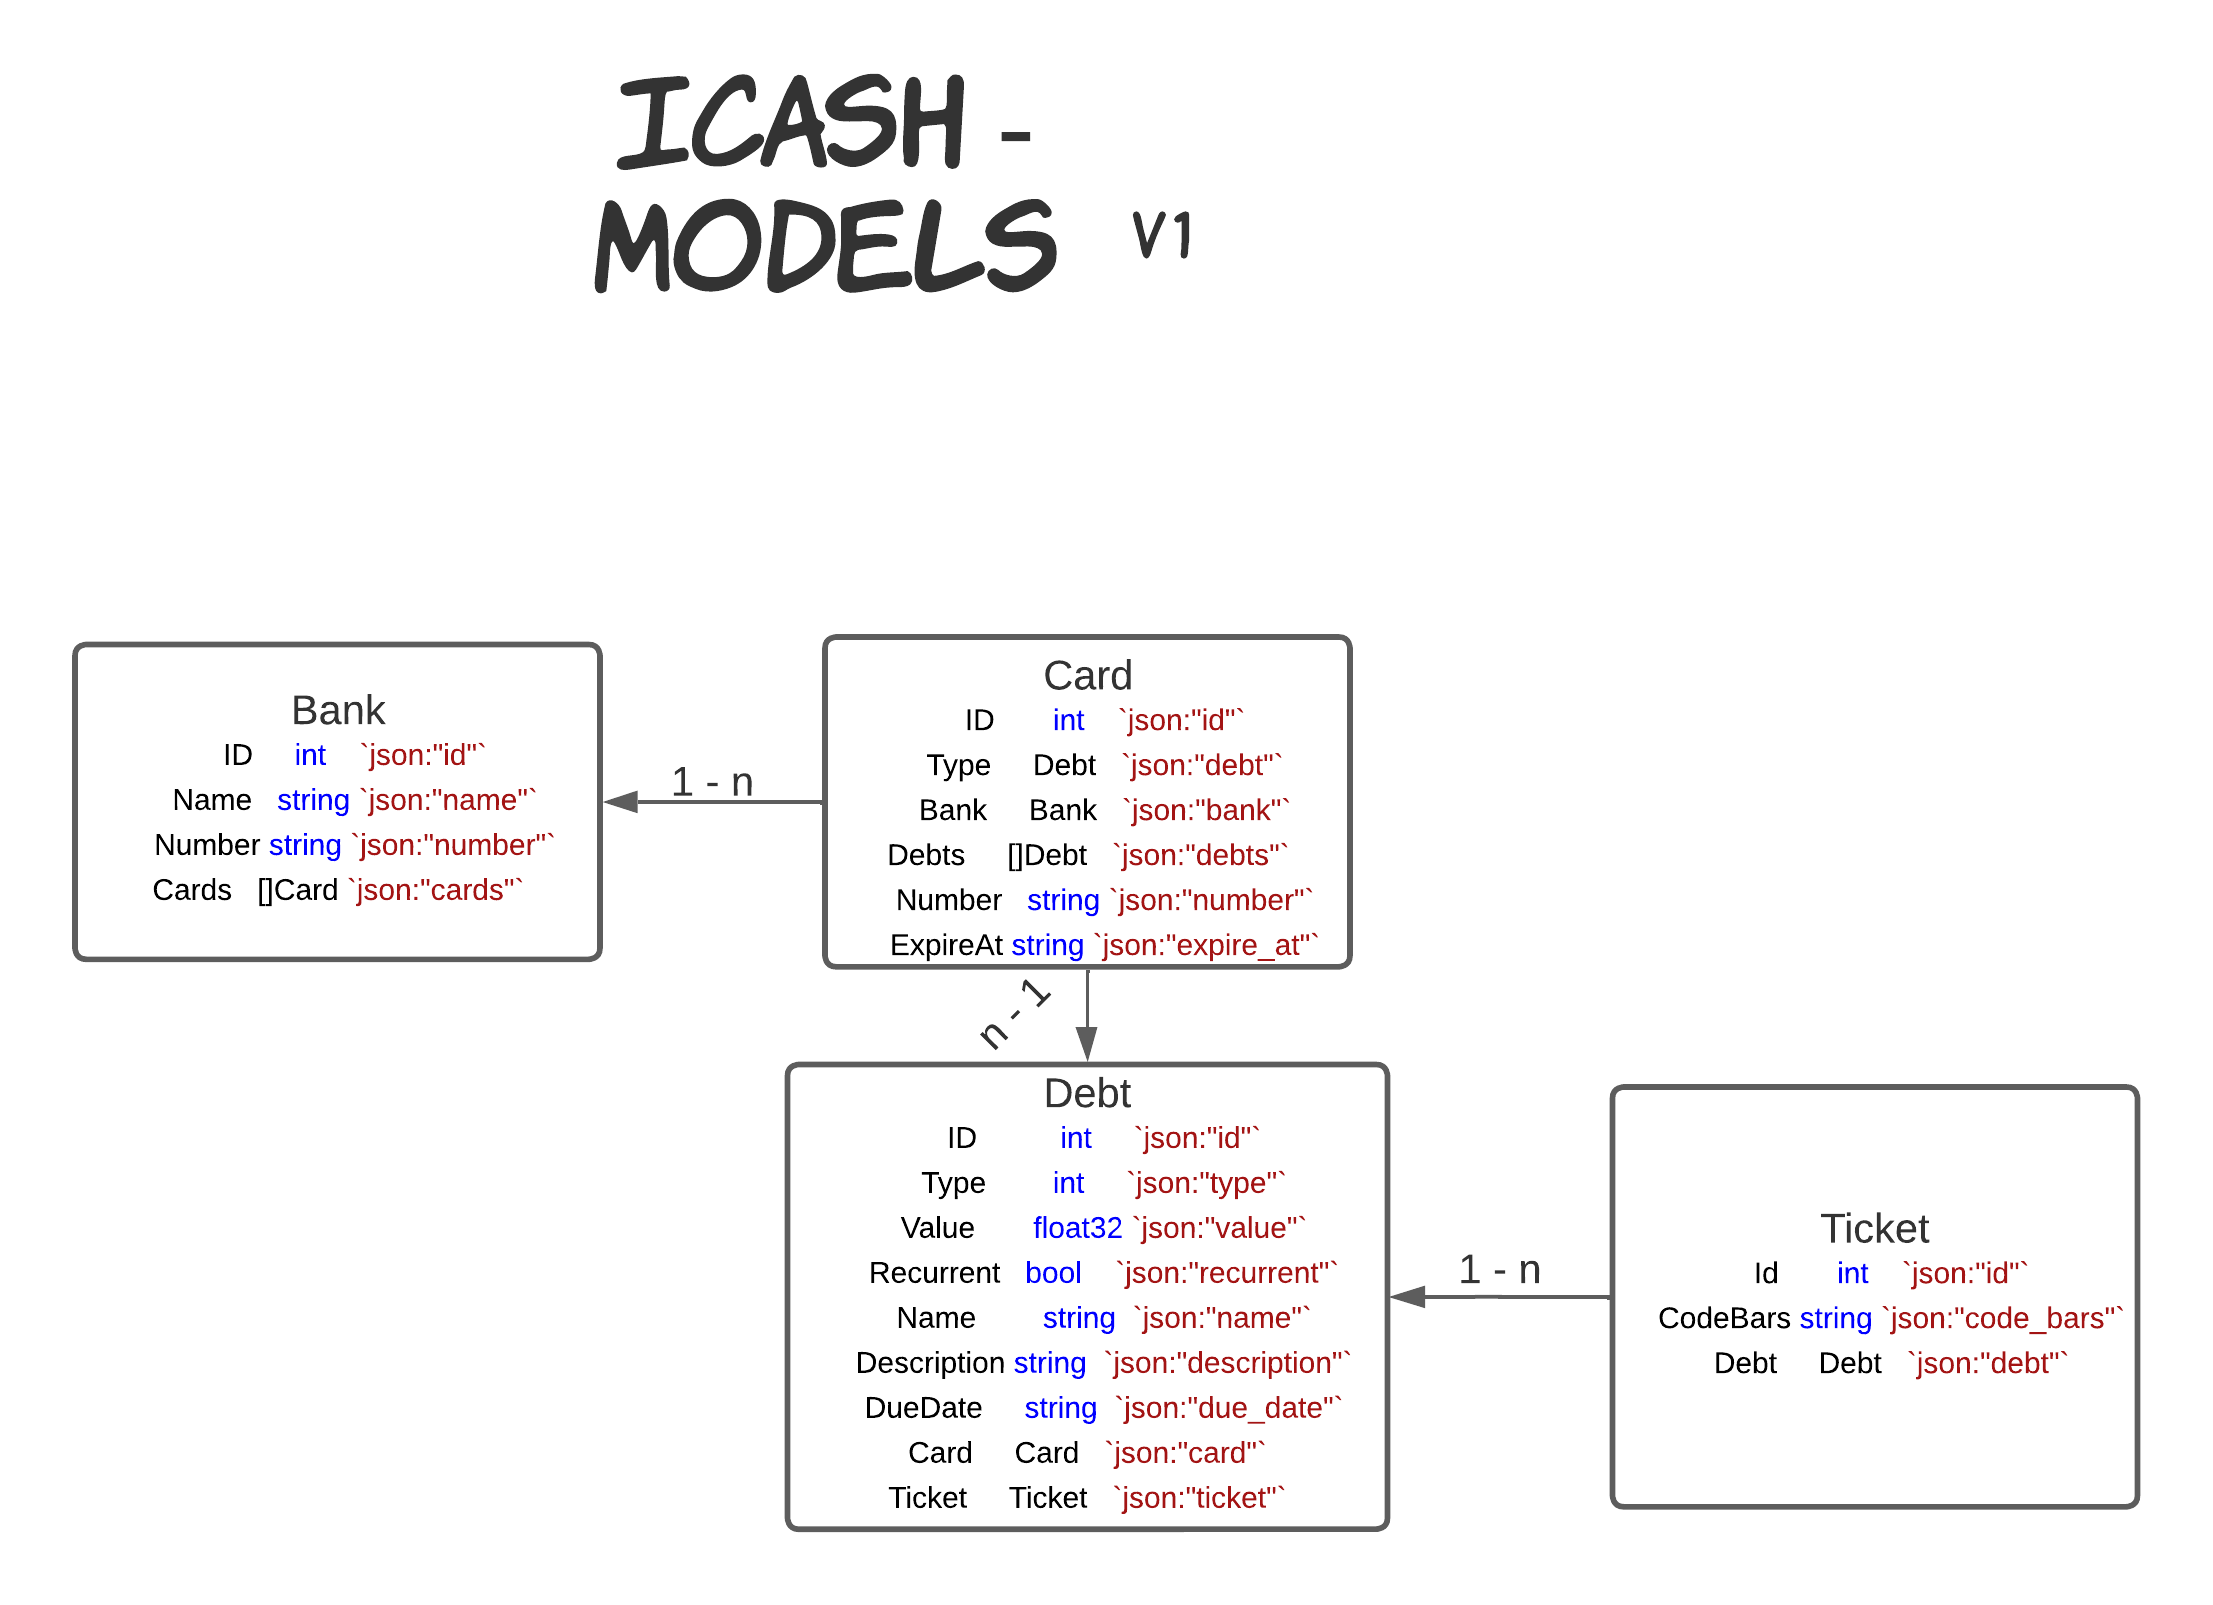 ICASH -
MODELS V1
Bank
ID int `json:"id"`
Name string `json:"name"`
Number string `json:"number"`
Cards []Card `json:"cards"`
1 - n
Card
ID int `json:"id"`
Type Debt `json:"debt"`
Bank Bank `json:"bank"`
Debts []Debt `json:"debts"`
Number string `json:"number"`
ExpireAt string `json:"expire_at"`
n - 1
Debt
ID int `json:"id"`
Type int `json:"type"`
Value float32 `json:"value"`
Recurrent bool `json:"recurrent"`
Name string `json:"name"`
Description string `json:"description"`
DueDate string `json:"due_date"`
Card Card `json:"card"`
Ticket Ticket `json:"ticket"`
1 - n
Ticket
Id int `json:"id"`
CodeBars string `json:"code_bars"`
Debt Debt `json:"debt"`